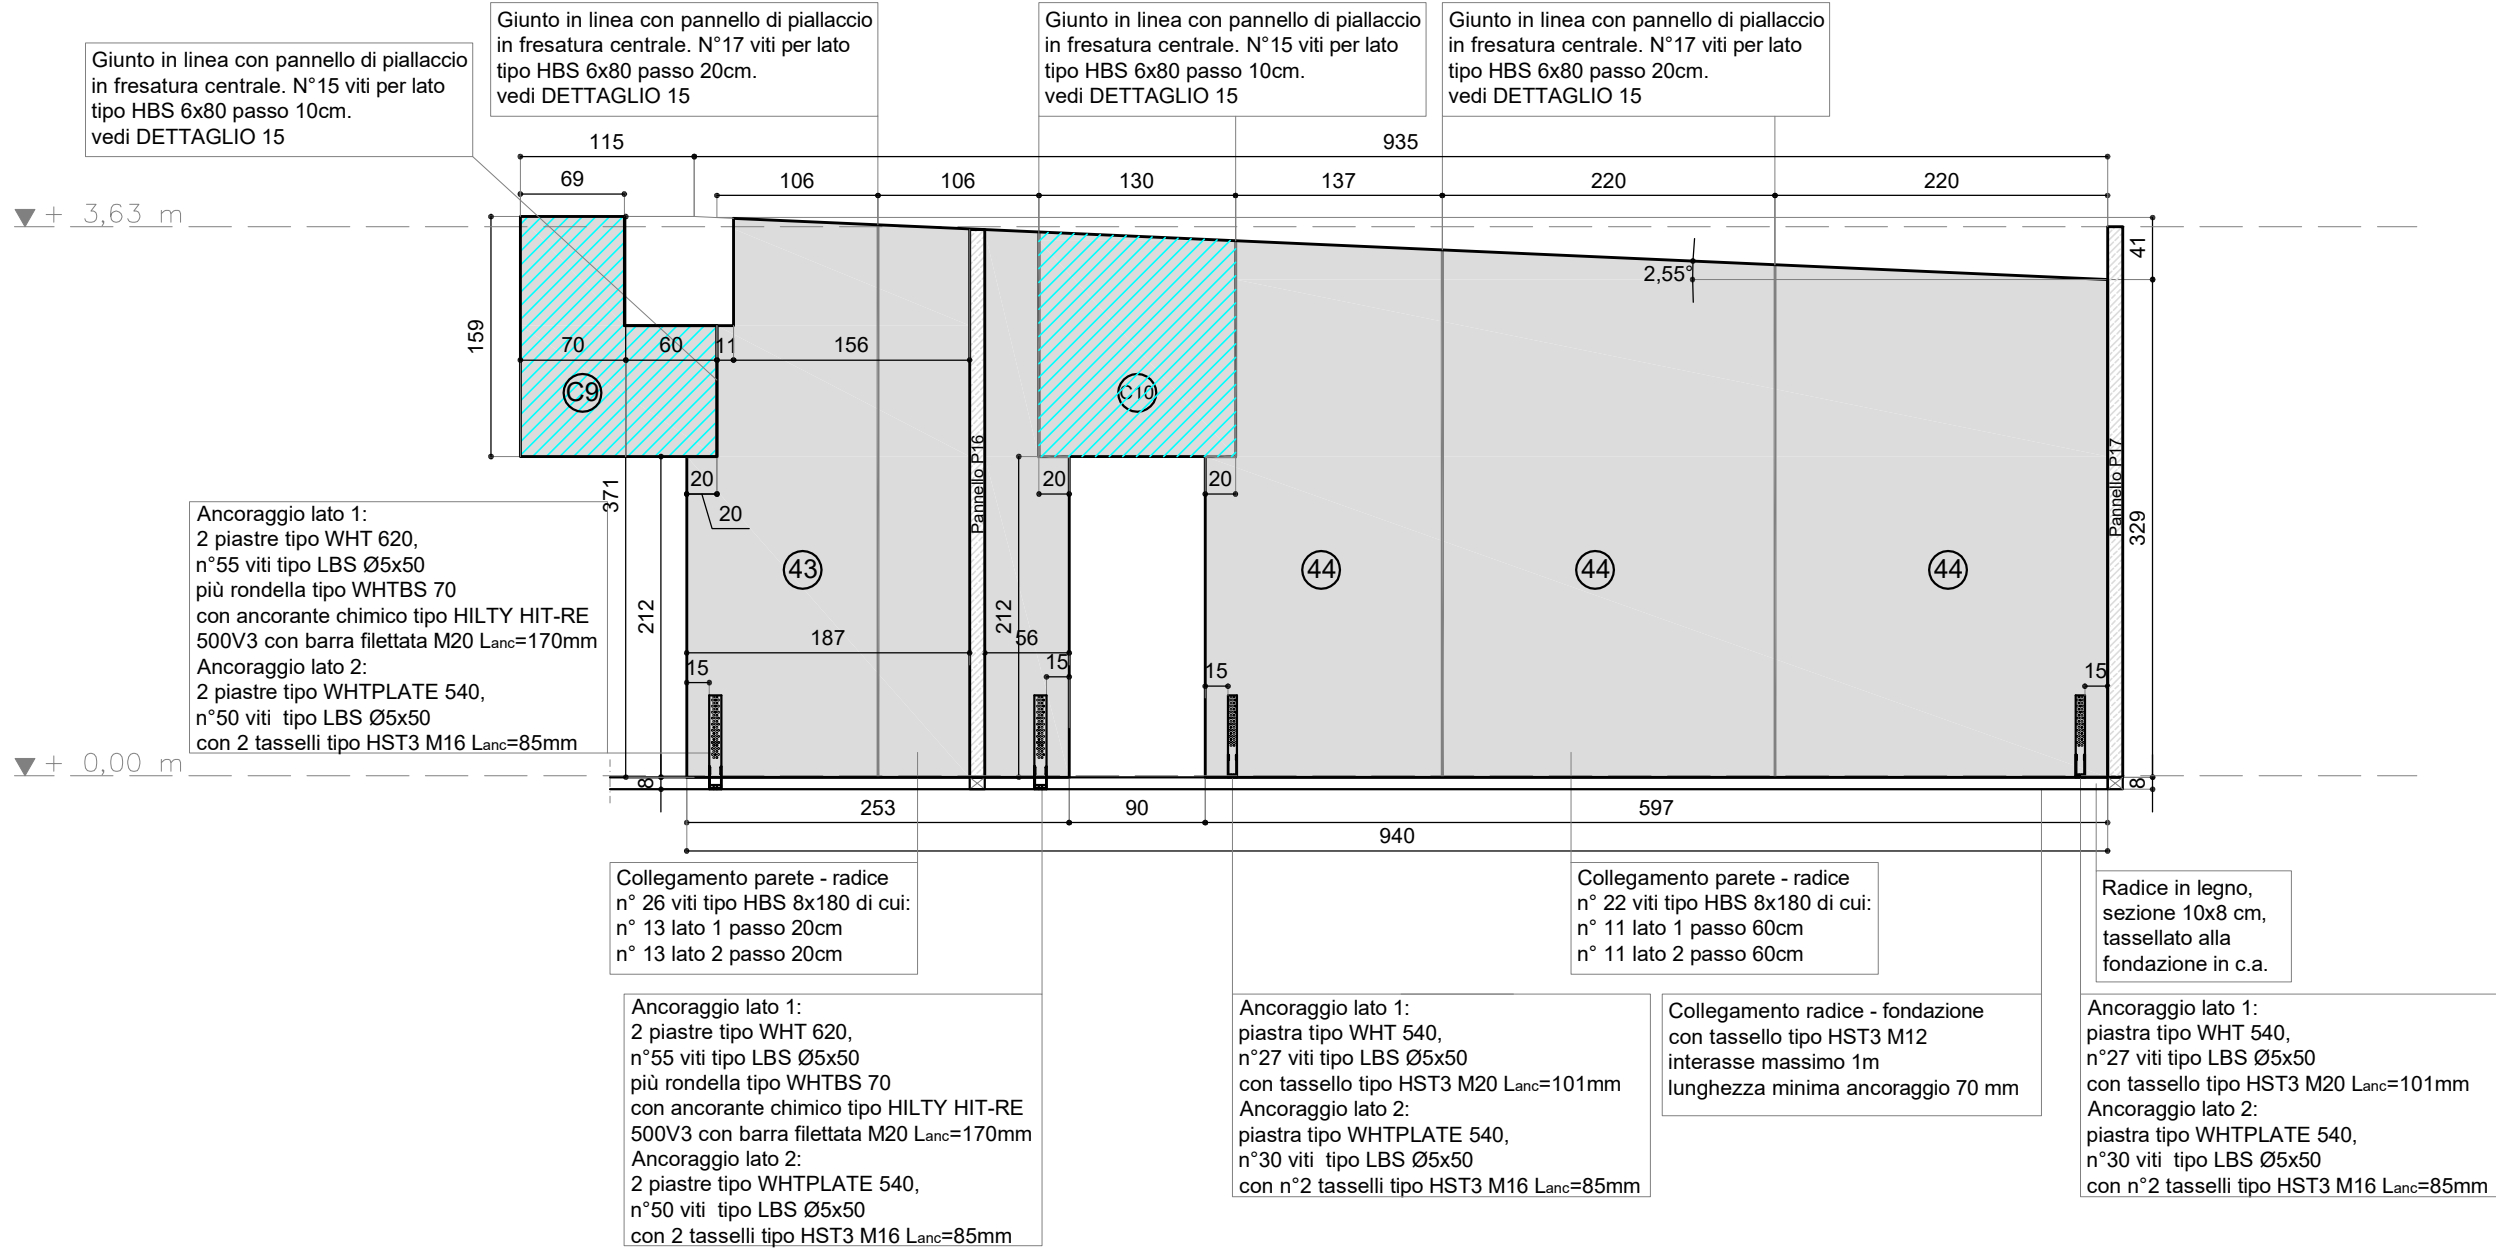 Giunto in linea con pannello di piallaccio
in fresatura centrale. N°15 viti per lato
tipo HBS 6x80 passo 10cm.
vedi DETTAGLIO 15
Giunto in linea con pannello di piallaccio
in fresatura centrale. N°17 viti per lato
tipo HBS 6x80 passo 20cm.
vedi DETTAGLIO 15
Giunto in linea con pannello di piallaccio
in fresatura centrale. N°15 viti per lato
tipo HBS 6x80 passo 10cm.
vedi DETTAGLIO 15
Giunto in linea con pannello di piallaccio
in fresatura centrale. N°17 viti per lato
tipo HBS 6x80 passo 20cm.
vedi DETTAGLIO 15
115
935
69
106
106
130
137
220
220
+ 3,63 m
41
2,55°
159
70
60
11
156
C9
C10
Pannello P16
Pannello P17
20
20
20
20
371
329
43
44
44
44
212
212
187
56
15
15
15
15
+ 0,00 m
8
8
253
90
597
940
Ancoraggio lato 1:
2 piastre tipo WHT 620,
n°55 viti tipo LBS Ø5x50
più rondella tipo WHTBS 70
con ancorante chimico tipo HILTY HIT-RE
500V3 con barra filettata M20 Lanc=170mm
Ancoraggio lato 2:
2 piastre tipo WHTPLATE 540,
n°50 viti  tipo LBS Ø5x50
con 2 tasselli tipo HST3 M16 Lanc=85mm
Collegamento parete - radice
n° 26 viti tipo HBS 8x180 di cui:
n° 13 lato 1 passo 20cm
n° 13 lato 2 passo 20cm
Collegamento parete - radice
n° 22 viti tipo HBS 8x180 di cui:
n° 11 lato 1 passo 60cm
n° 11 lato 2 passo 60cm
Radice in legno,
sezione 10x8 cm,
tassellato alla
fondazione in c.a.
Ancoraggio lato 1:
2 piastre tipo WHT 620,
n°55 viti tipo LBS Ø5x50
più rondella tipo WHTBS 70
con ancorante chimico tipo HILTY HIT-RE
500V3 con barra filettata M20 Lanc=170mm
Ancoraggio lato 2:
2 piastre tipo WHTPLATE 540,
n°50 viti  tipo LBS Ø5x50
con 2 tasselli tipo HST3 M16 Lanc=85mm
Ancoraggio lato 1:
piastra tipo WHT 540,
n°27 viti tipo LBS Ø5x50
con tassello tipo HST3 M20 Lanc=101mm
Ancoraggio lato 2:
piastra tipo WHTPLATE 540,
n°30 viti  tipo LBS Ø5x50
con n°2 tasselli tipo HST3 M16 Lanc=85mm
Collegamento radice - fondazione
con tassello tipo HST3 M12
interasse massimo 1m
lunghezza minima ancoraggio 70 mm
Ancoraggio lato 1:
piastra tipo WHT 540,
n°27 viti tipo LBS Ø5x50
con tassello tipo HST3 M20 Lanc=101mm
Ancoraggio lato 2:
piastra tipo WHTPLATE 540,
n°30 viti  tipo LBS Ø5x50
con n°2 tasselli tipo HST3 M16 Lanc=85mm